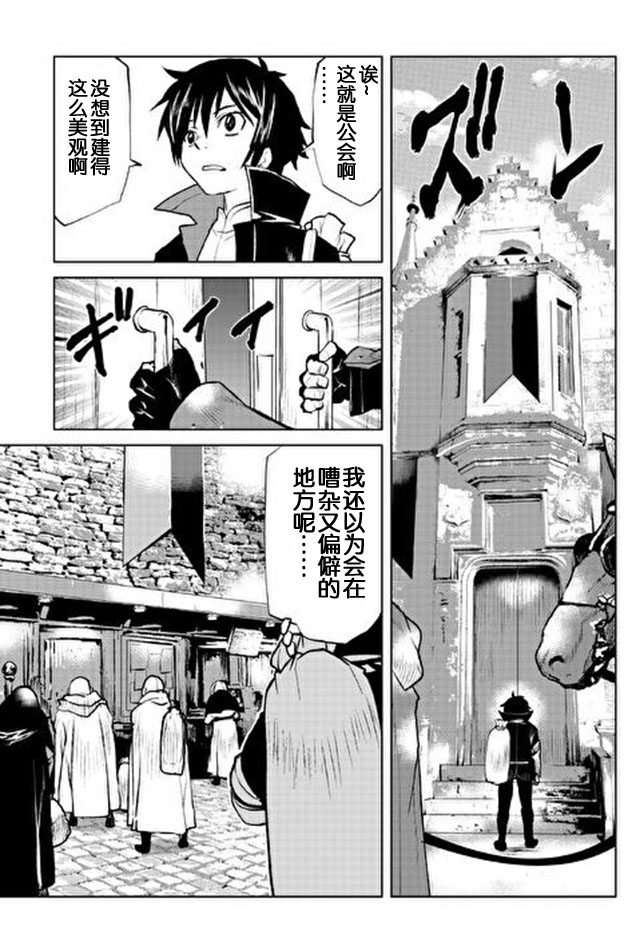 ズーン
诶~
这就是公会啊
……
没想到建得
这么美观啊
ギィィ
我还以为会在
嘈杂又偏僻的
地方呢……